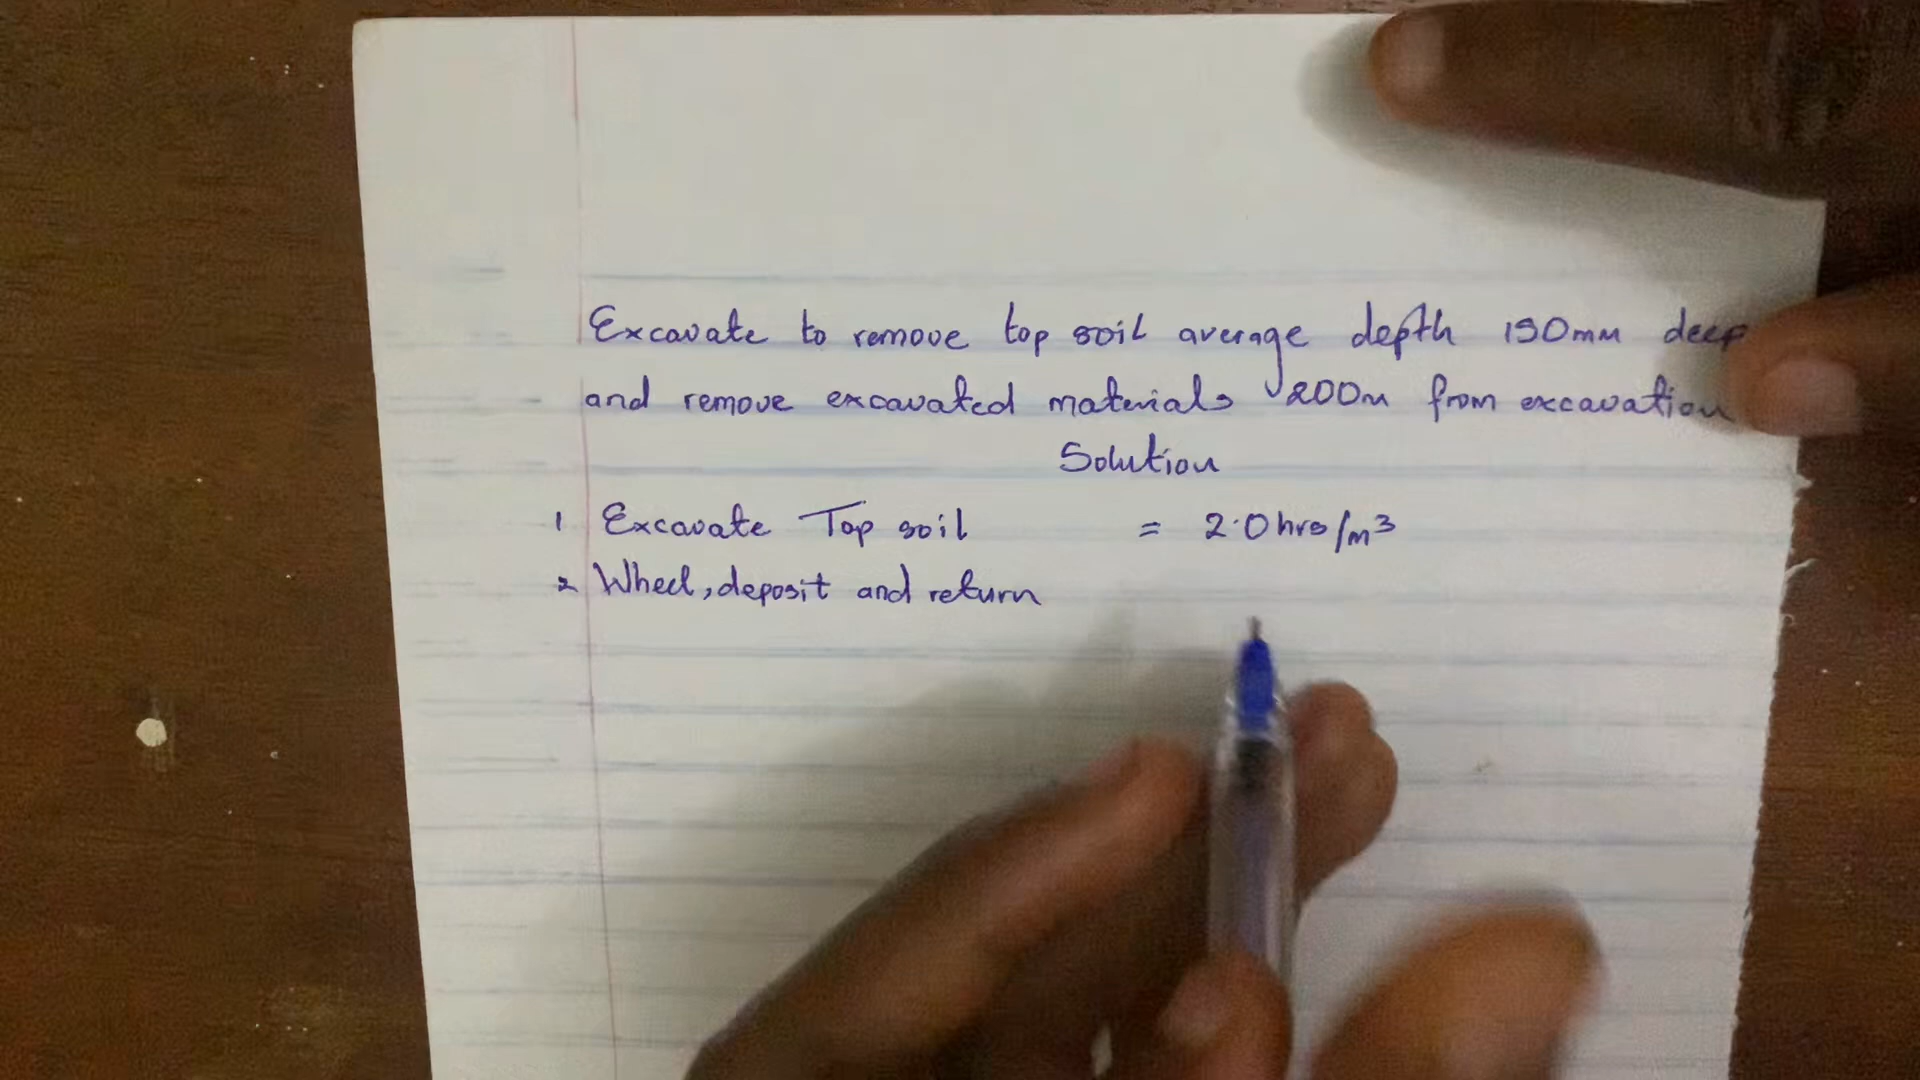 Excavate to remove top soil average depth 150mm deep
and remove excavated materials 200m from excavation
Solution
1 Excavate Top soil = 2.0hrs/m³
2 Wheel, deposit and return